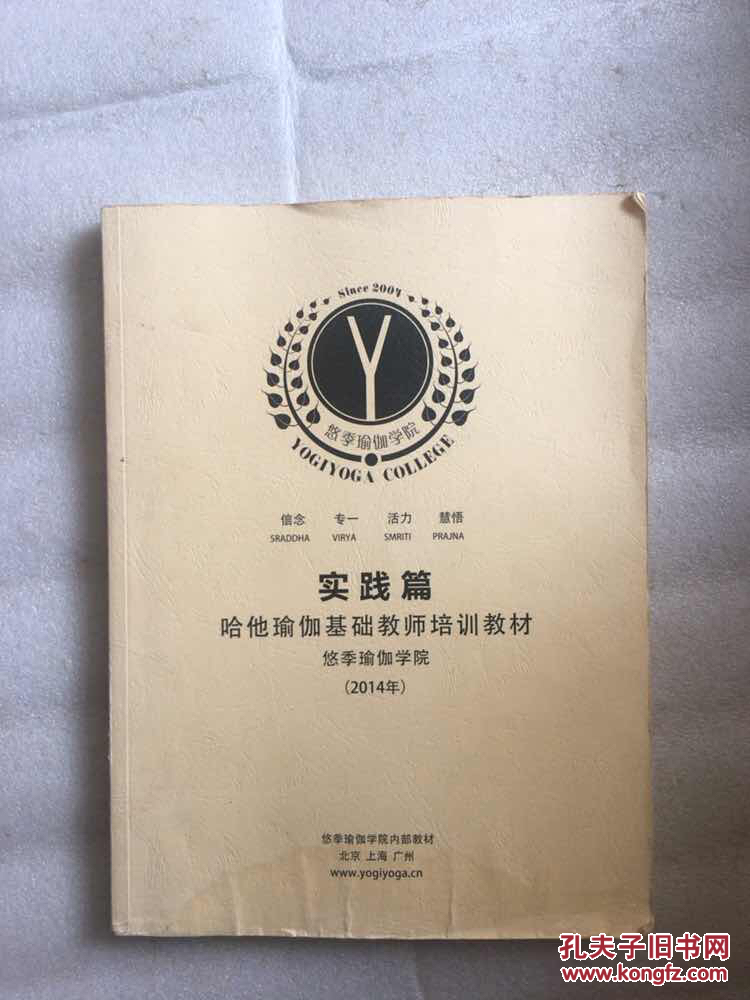 Since 2004
Y
悠季瑜伽学院
YOGIYOGA COLLEGE
信念 专一 活力 慧悟
SRADDHA VIRYA SMRITI PRAJNA
实践篇
哈他瑜伽基础教师培训教材
悠季瑜伽学院
(2014年)
悠季瑜伽学院内部教材
北京 上海 广州
www.yogiyoga.cn
孔夫子旧书网
www.kongfz.com